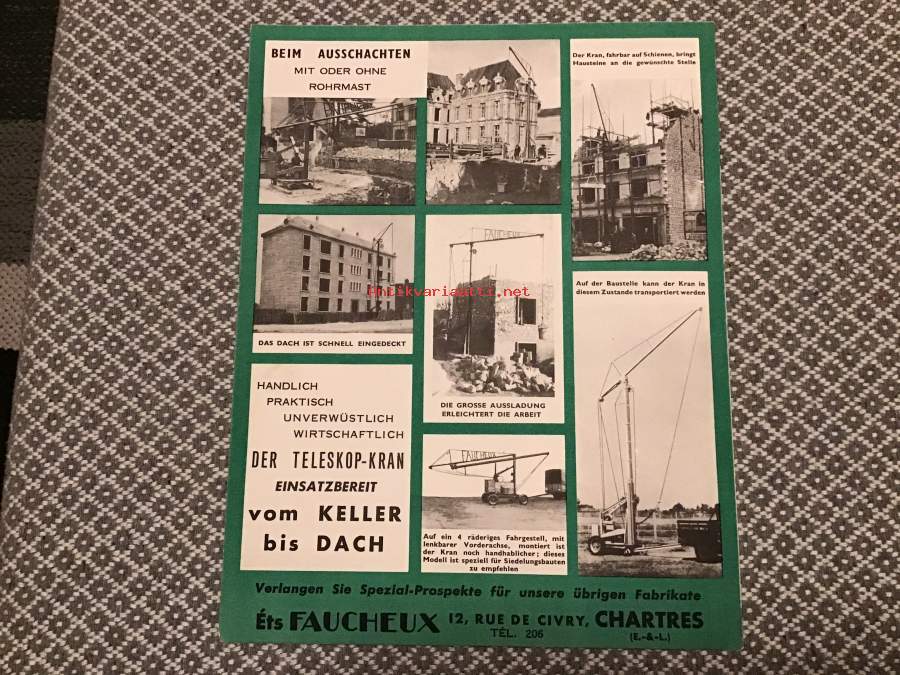 BEIM AUSSCHACHTEN
MIT ODER OHNE
ROHRMAST
Der Kran, fahrbar auf Schienen, bringt
Hausteine an die gewünschte Stelle
DAS DACH IST SCHNELL EINGEDECKT
FAUCHEUX
DIE GROSSE AUSSLADUNG
ERLEICHTERT DIE ARBEIT
Auf der Baustelle kann der Kran in
diesem Zustande transportiert werden
HANDLICH
PRAKTISCH
UNVERWÜSTLICH
WIRTSCHAFTLICH
DER TELESKOP-KRAN
EINSATZBEREIT
vom KELLER
bis DACH
FAUCHEUX
Auf ein 4 räderiges Fahrgestell, mit
lenkbarer Vorderachse, montiert ist
der Kran noch handhablicher; dieses
Modell ist speziell für Siedelungsbauten
zu empfehlen
Verlangen Sie Spezial-Prospekte für unsere übrigen Fabrikate
Éts FAUCHEUX 12, RUE DE CIVRY, CHARTRES
TÉL. 206 (E.-&-L.)
Antikvariaatti.net